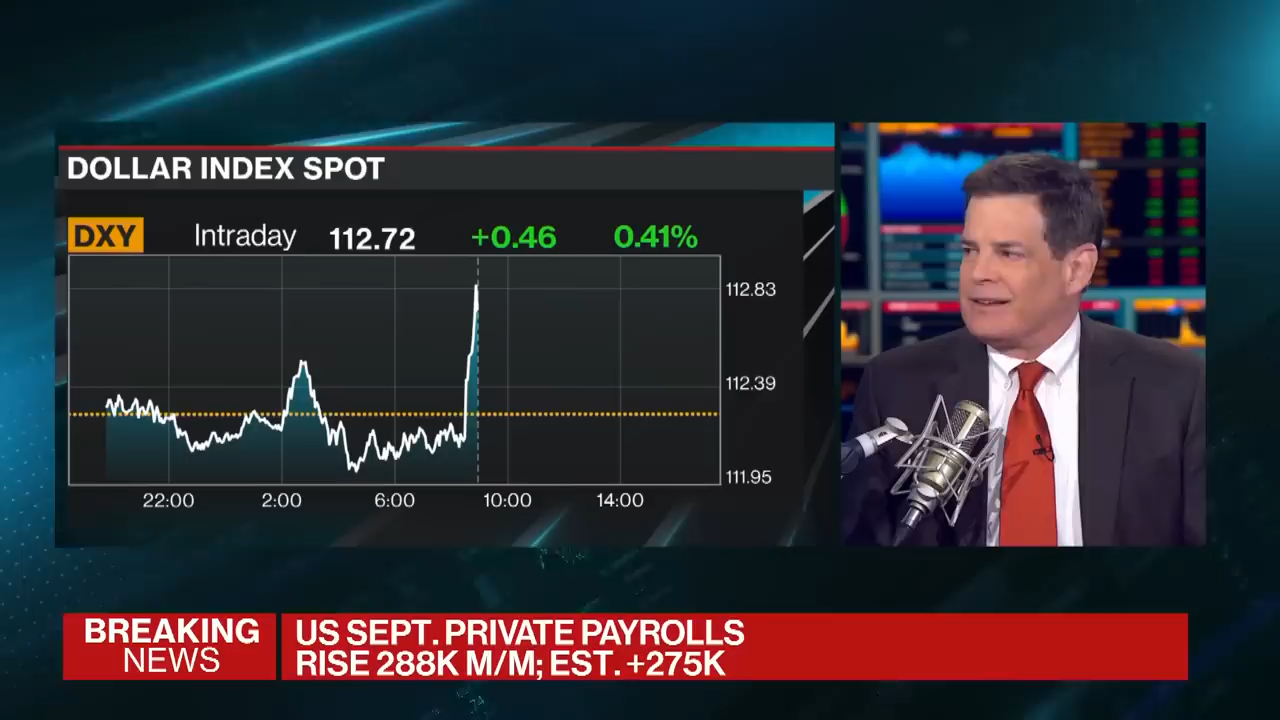 DOLLAR INDEX SPOT
DXY Intraday 112.72 +0.46 0.41%
112.83
112.39
111.95
22:00 2:00 6:00 10:00 14:00
BREAKING NEWS
US SEPT. PRIVATE PAYROLLS
RISE 288K M/M; EST. +275K